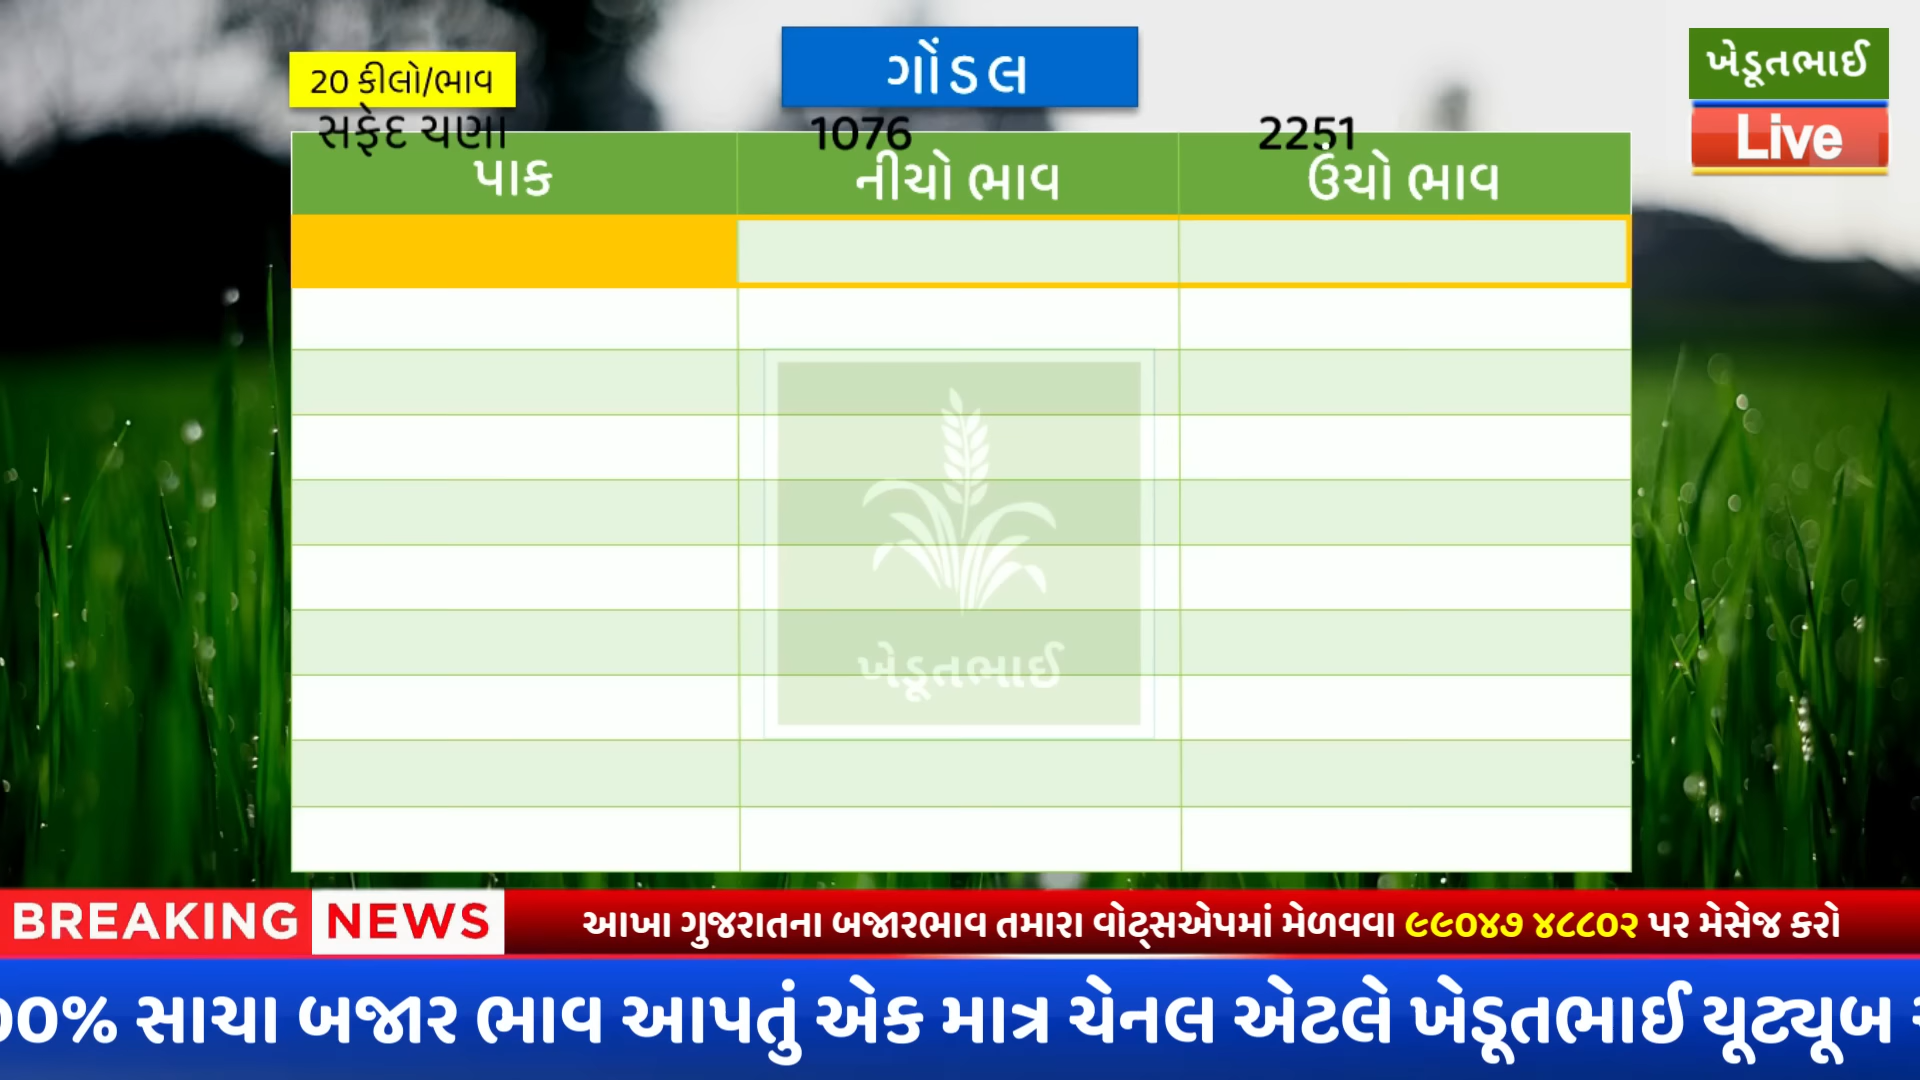 ગોંડલ
ખેડૂતભાઈ
Live
20 કીલો/ભાવ
સફેદ ચણા 1076 2251
પાક નીચો ભાવ ઉંચો ભાવ
ખેડૂતભાઈ
BREAKING NEWS આખા ગુજરાતના બજારભાવ તમારા વોટ્સએપમાં મેળવવા ૯૯૦૪૭ ૪૮૮૦૨ પર મેસેજ કરો
00% સાચા બજાર ભાવ આપતું એક માત્ર ચેનલ એટલે ખેડૂતભાઈ યૂટ્યૂબ